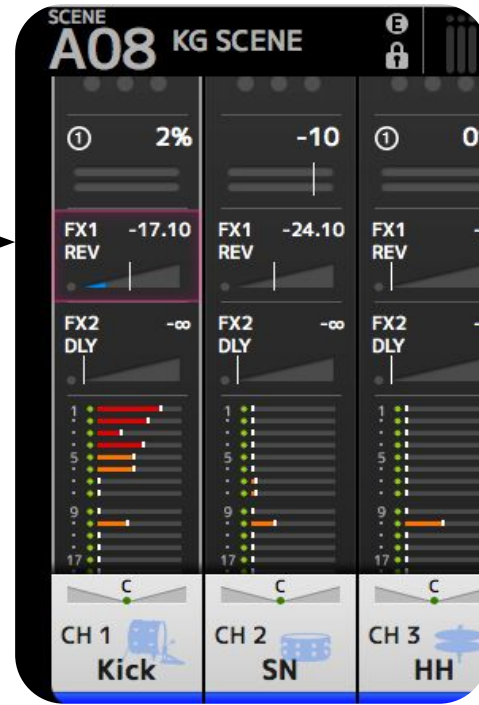 SCENE
A08 KG SCENE E
① 2% -10 ① 0
FX1 -17.10 FX1 -24.10 FX1 -
REV REV REV
FX2 -∞ FX2 -∞ FX2 -
DLY DLY DLY
1 1 1
5 5 5
9 9 9
17 17 17
C C C
CH 1 CH 2 CH 3
Kick SN HH